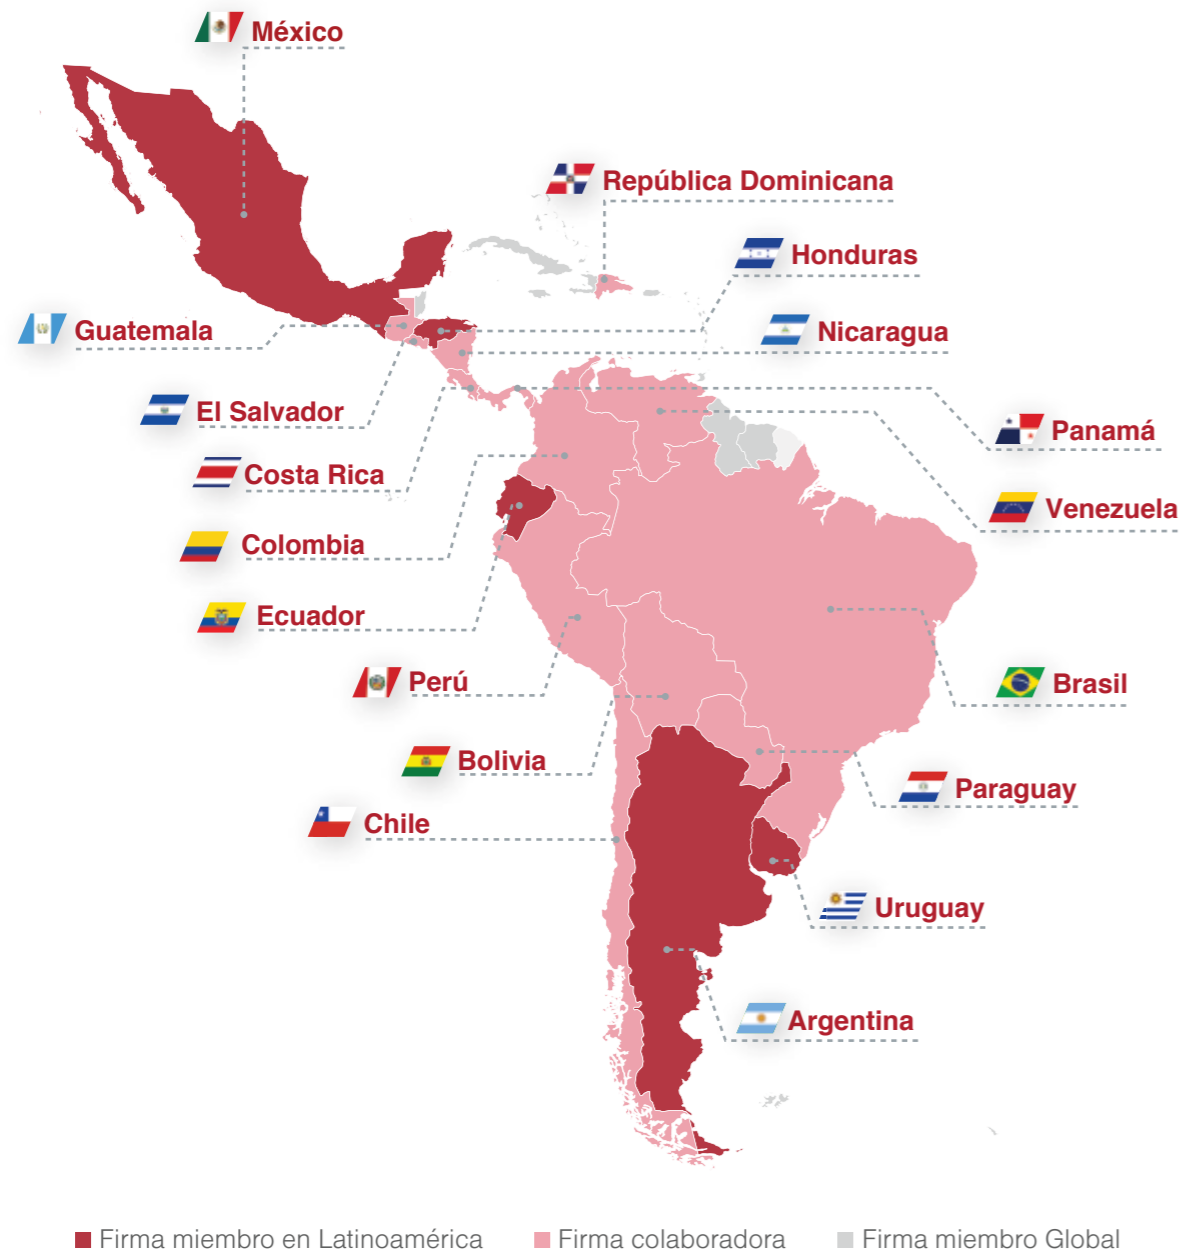 México
República Dominicana
Honduras
Guatemala
Nicaragua
El Salvador
Panamá
Costa Rica
Venezuela
Colombia
Ecuador
Perú
Brasil
Bolivia
Paraguay
Chile
Uruguay
Argentina
Firma miembro en Latinoamérica
Firma colaboradora
Firma miembro Global